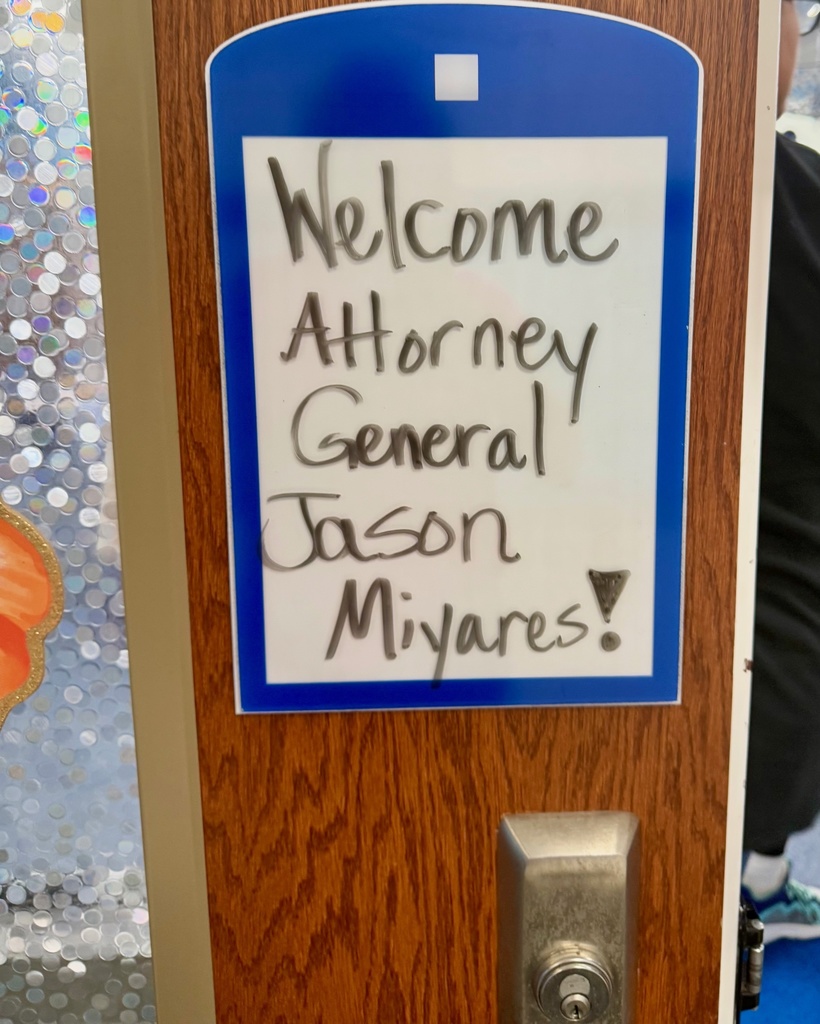 Welcome
Attorney
General
Jason
Miyares!